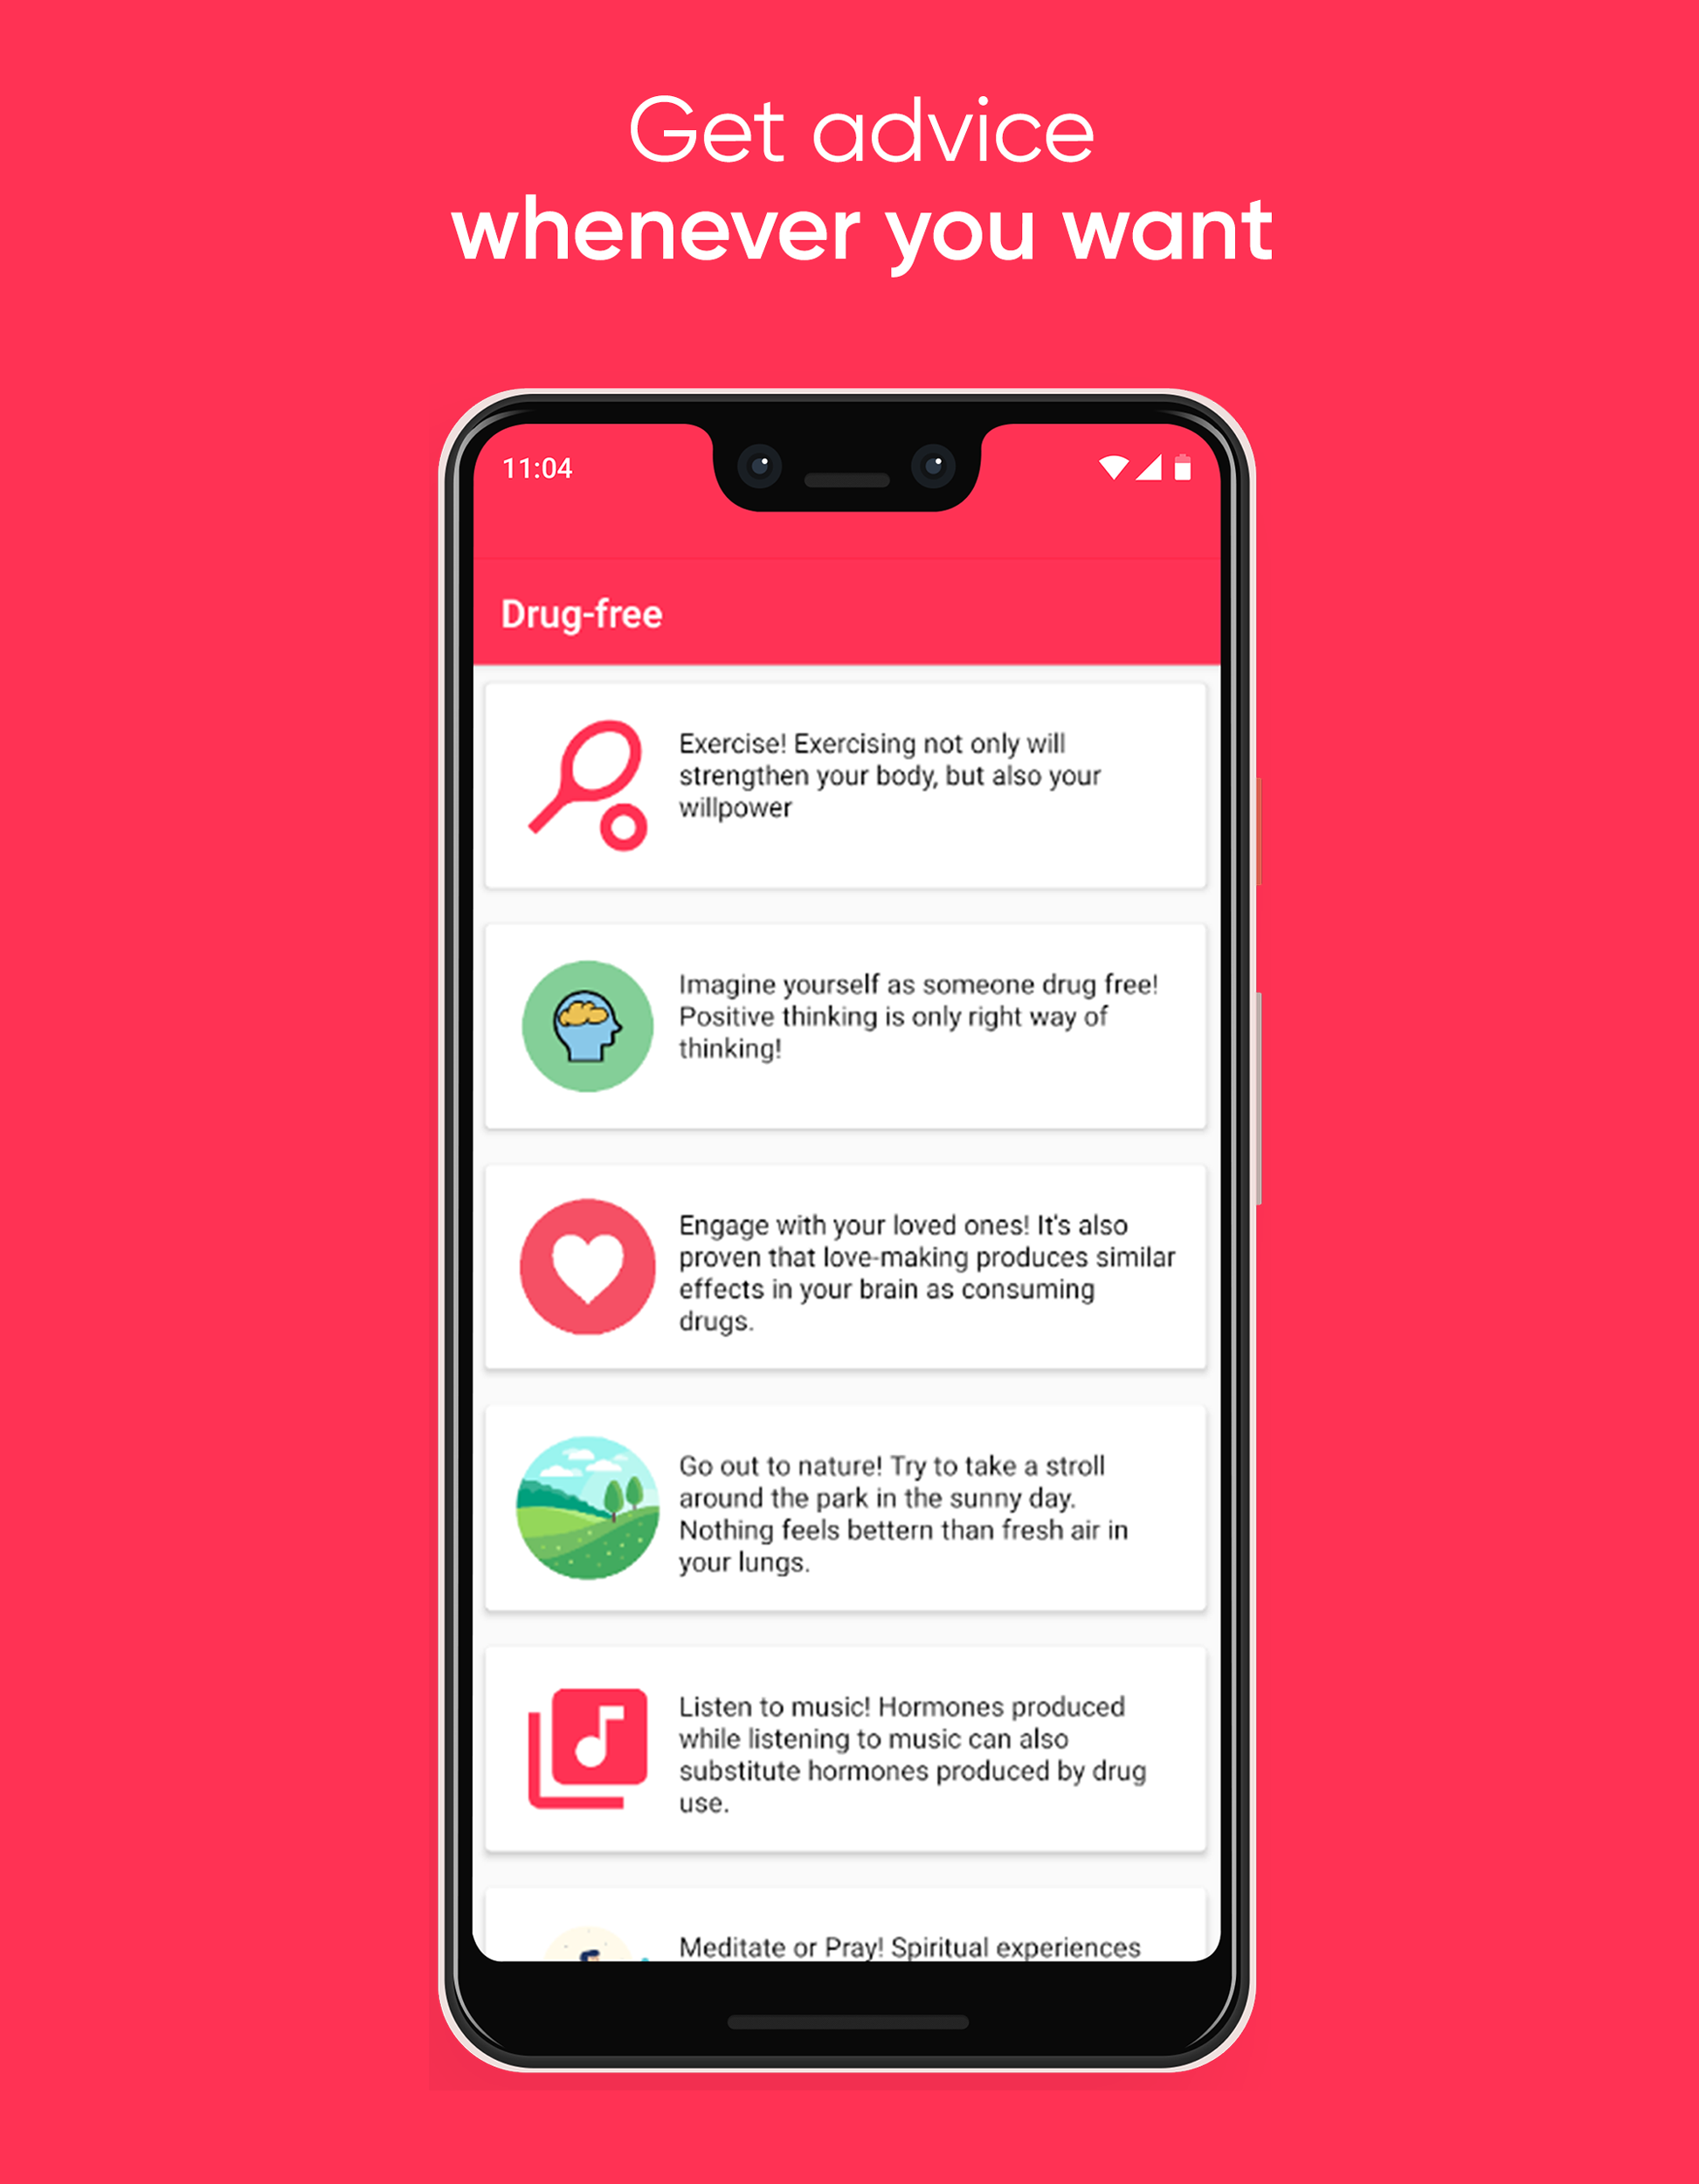 Get advice
whenever you want
11:04
Drug-free
Exercise! Exercising not only will
strengthen your body, but also your
willpower
Imagine yourself as someone drug free!
Positive thinking is only right way of
thinking!
Engage with your loved ones! It's also
proven that love-making produces similar
effects in your brain as consuming
drugs.
Go out to nature! Try to take a stroll
around the park in the sunny day.
Nothing feels bettern than fresh air in
your lungs.
Listen to music! Hormones produced
while listening to music can also
substitute hormones produced by drug
use.
Meditate or Pray! Spiritual experiences